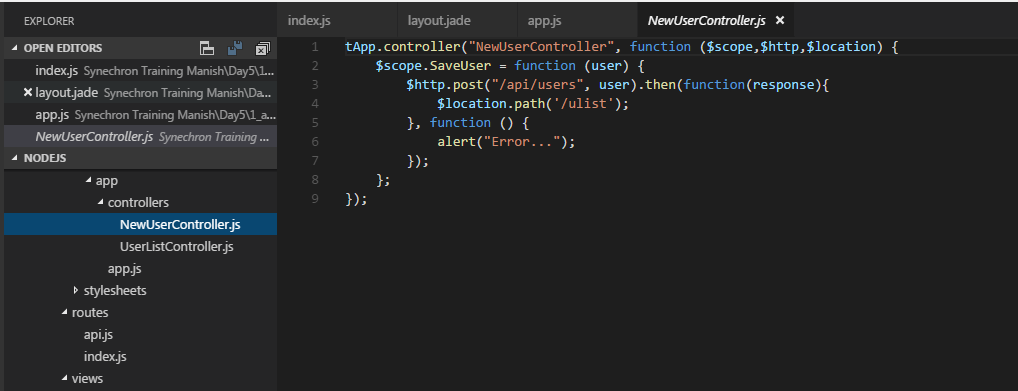 EXPLORER
OPEN EDITORS
index.js Synechron Training Manish\Day5\1...
layout.jade Synechron Training Manish\Da...
app.js Synechron Training Manish\Day5\1_a...
NewUserController.js Synechron Training ...
NODEJS
app
controllers
NewUserController.js
UserListController.js
app.js
stylesheets
routes
api.js
index.js
views
index.js layout.jade app.js NewUserController.js
1 tApp.controller("NewUserController", function ($scope,$http,$location) {
2 $scope.SaveUser = function (user) {
3 $http.post("/api/users", user).then(function(response){
4 $location.path('/ulist');
5 }, function () {
6 alert("Error...");
7 });
8 };
9 });